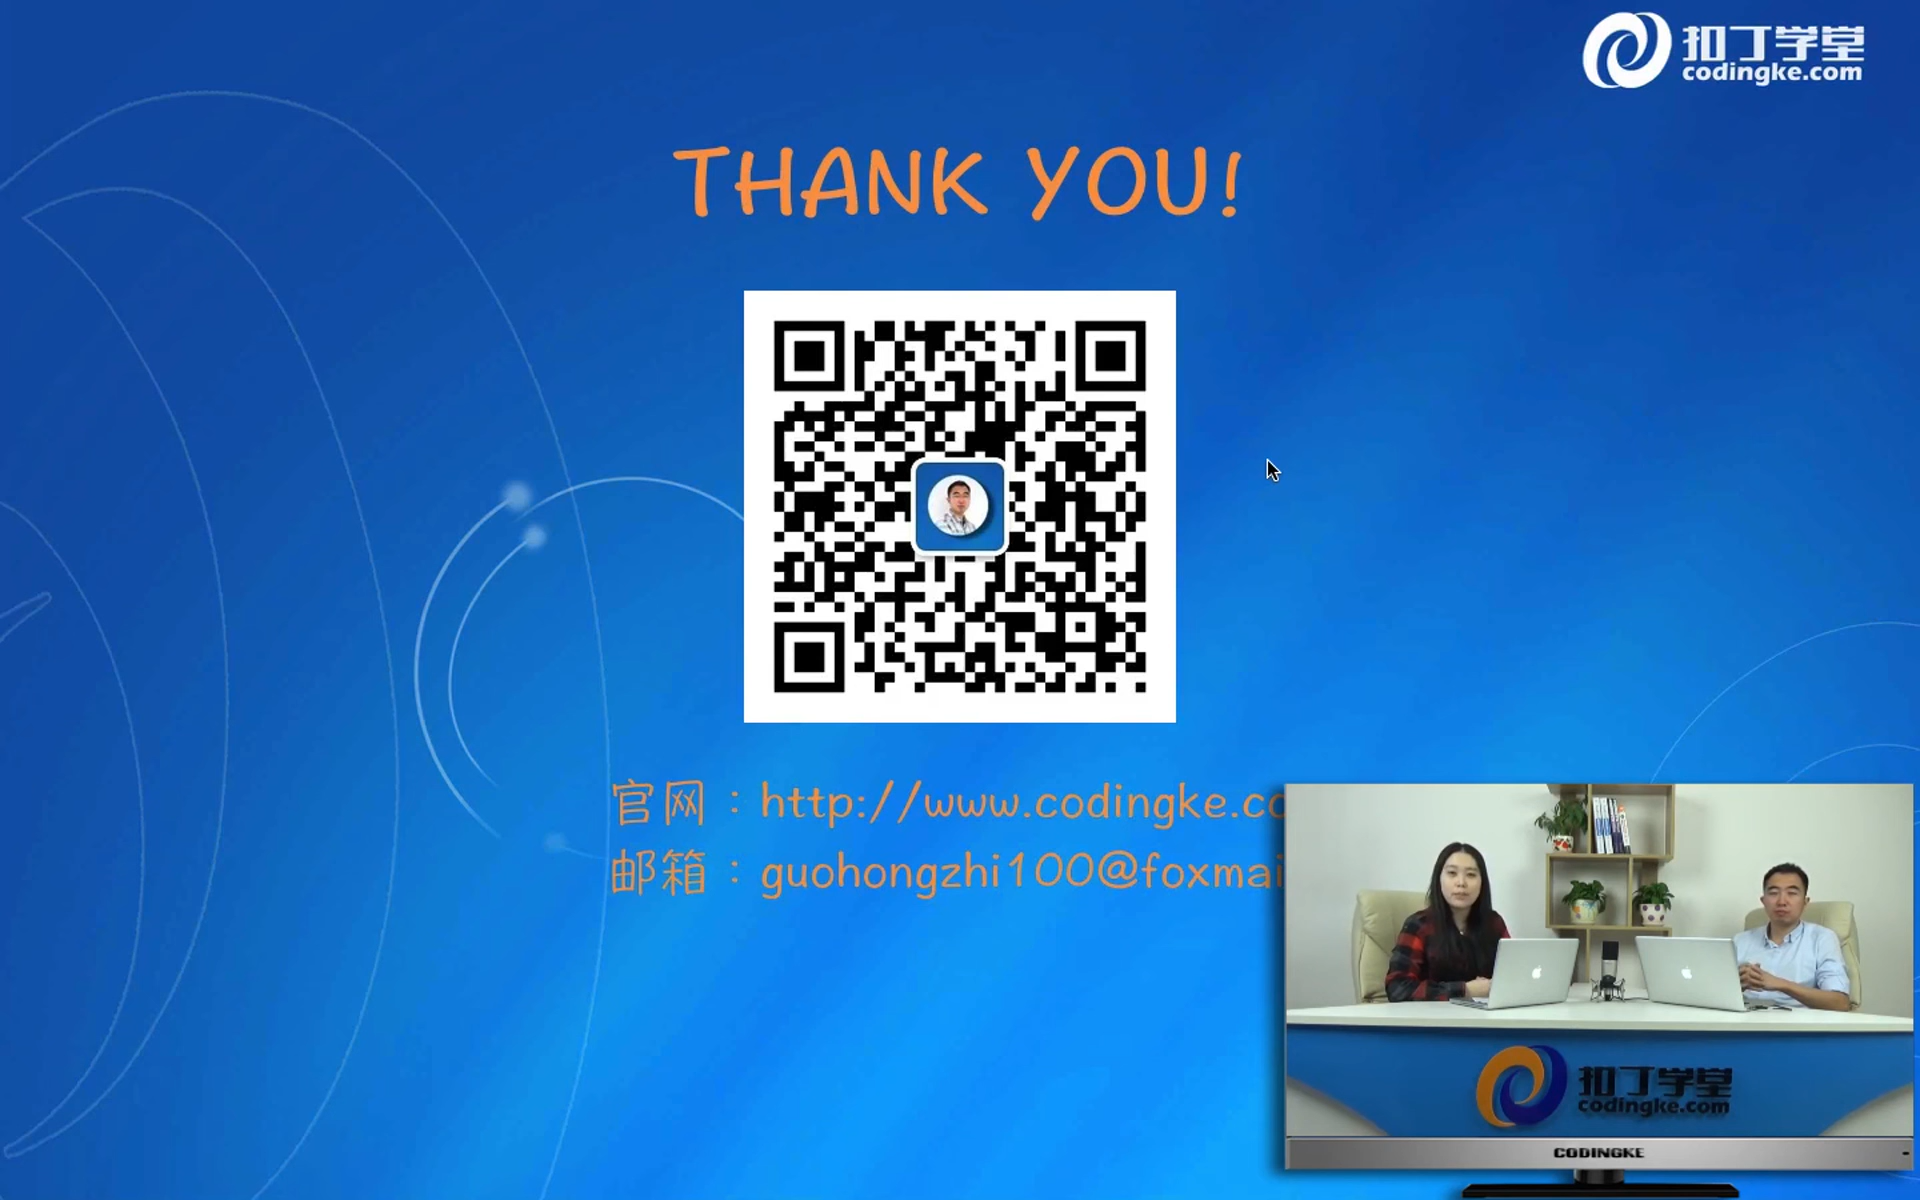 扣丁学堂
codingke.com
THANK YOU!
官网：http://www.codingke.co
邮箱：guohongzhi100@foxmai
扣丁学堂
codingke.com
CODINGKE